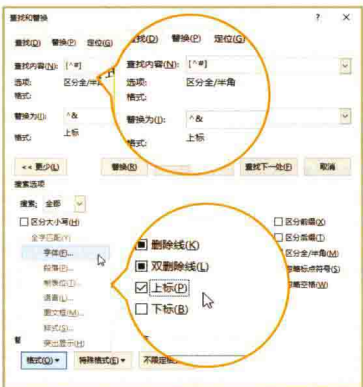 查找和替换 ? ×
查找(D) 替换(P) 定位(G)
查找(D) 替换(P) 定位(G)
查找内容(N): [^#]
查找内容(N): [^#]
选项: 区分全/半角
选项: 区分全/半角
格式:
格式:
替换为(I): ^&
替换为(I): ^&
格式: 上标
格式: 上标
<< 更少(L) 替换(R) 查找下一处(F) 取消
搜索选项
搜索: 全部
区分大小写(H)
全字匹配(Y)
字体(F)...
段落(P)...
制表位(T)...
语言(L)...
图文框(M)...
样式(S)...
突出显示(H)
删除线(K)
双删除线(L)
上标(P)
下标(B)
区分前缀(X)
区分后缀(T)
区分全/半角(M)
忽略标点符号(S)
忽略空格(W)
格式(O) 特殊格式(E) 不限定